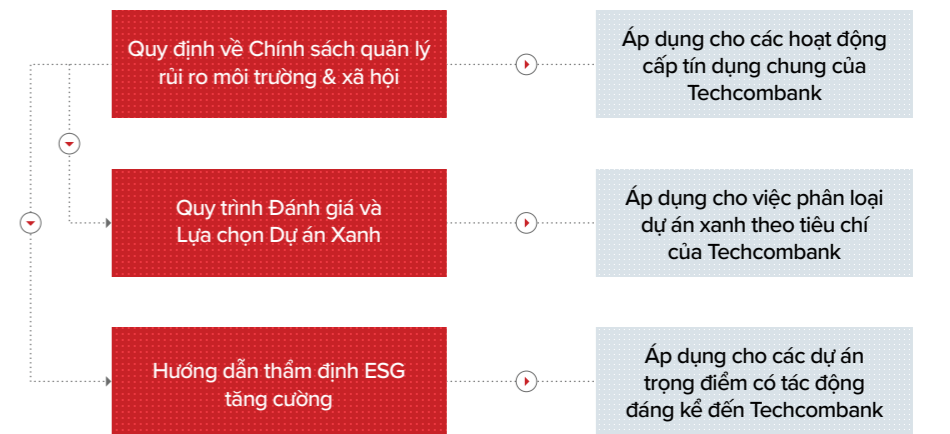 Quy định về Chính sách quản lý
rủi ro môi trường & xã hội
Áp dụng cho các hoạt động
cấp tín dụng chung của
Techcombank
Quy trình Đánh giá và
Lựa chọn Dự án Xanh
Áp dụng cho việc phân loại
dự án xanh theo tiêu chí
của Techcombank
Hướng dẫn thẩm định ESG
tăng cường
Áp dụng cho các dự án
trọng điểm có tác động
đáng kể đến Techcombank